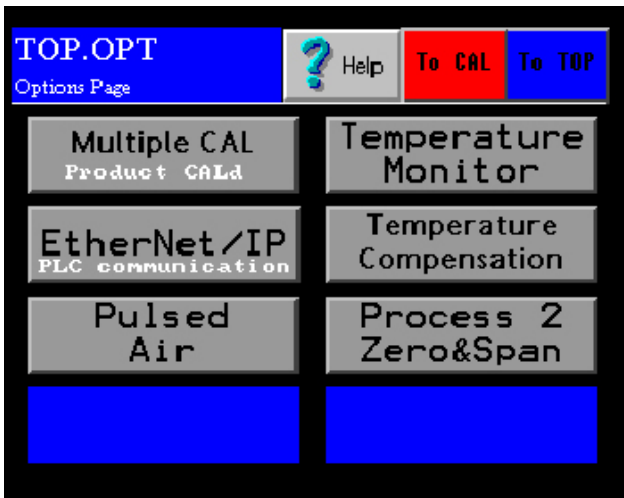 TOP.OPT
Options Page
Help
To CAL
To TOP
Multiple CAL
Product CALd
Temperature
Monitor
EtherNet/IP
PLC communication
Temperature
Compensation
Pulsed
Air
Process 2
Zero&Span